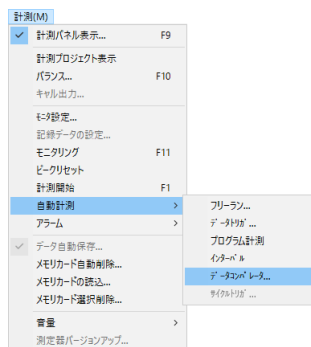 計測(M)
計測パネル表示... F9
計測プロジェクト表示
バランス... F10
キャル出力...
ﾓﾆﾀ設定...
記録データの設定...
モニタリング F11
ピークリセット
計測開始 F1
自動計測
アラーム
データ自動保存...
メモリカード自動削除...
メモリカードの読込...
メモリカード選択削除...
音量
測定器バージョンアップ...
フリーラン...
ﾃﾞｰﾀﾄﾘｶﾞ...
プログラム計測
ｲﾝﾀｰﾊﾞﾙ
ﾃﾞｰﾀｺﾝﾊﾟﾚｰﾀ...
ｻｲｸﾙﾄﾘｶﾞ...